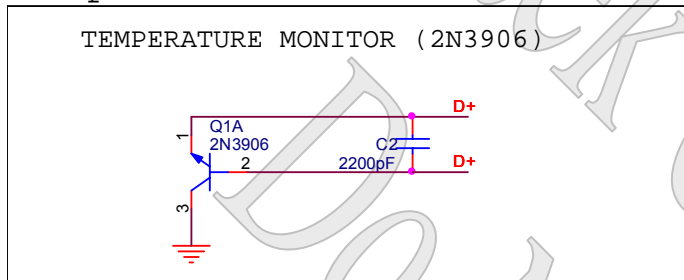 TEMPERATURE MONITOR (2N3906)
D+
Q1A
2N3906
1
C2
2200pF
2
D+
3